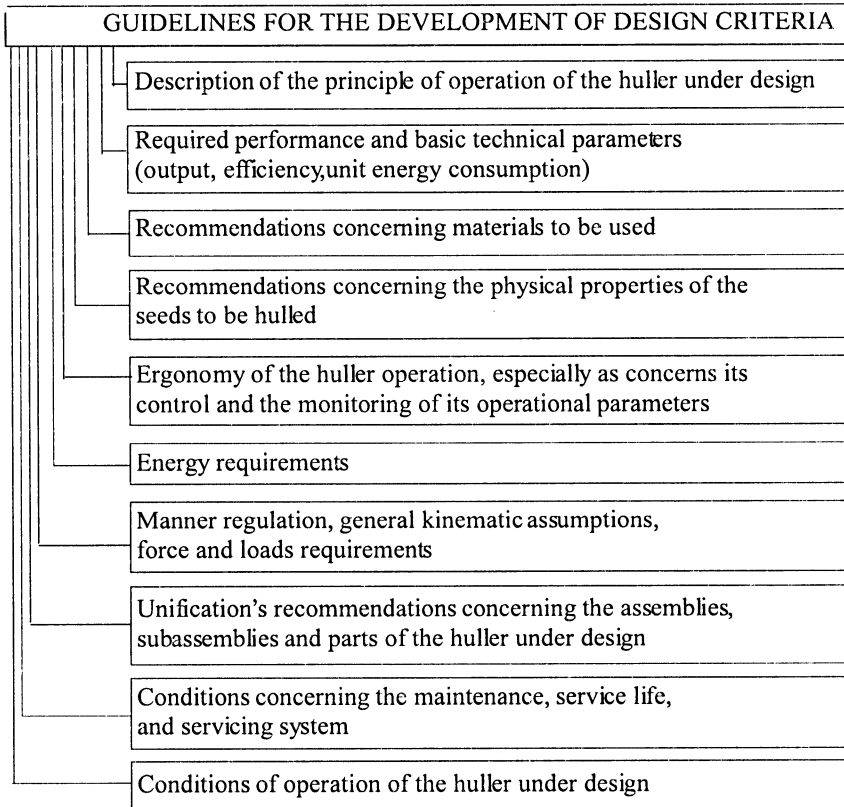 GUIDELINES FOR THE DEVELOPMENT OF DESIGN CRITERIA
Description of the principle of operation of the huller under design
Required performance and basic technical parameters
(output, efficiency,unit energy consumption)
Recommendations concerning materials to be used
Recommendations concerning the physical properties of the
seeds to be hulled
Ergonomy of the huller operation, especially as concerns its
control and the monitoring of its operational parameters
Energy requirements
Manner regulation, general kinematic assumptions,
force and loads requirements
Unification's recommendations concerning the assemblies,
subassemblies and parts of the huller under design
Conditions concerning the maintenance, service life,
and servicing system
Conditions of operation of the huller under design